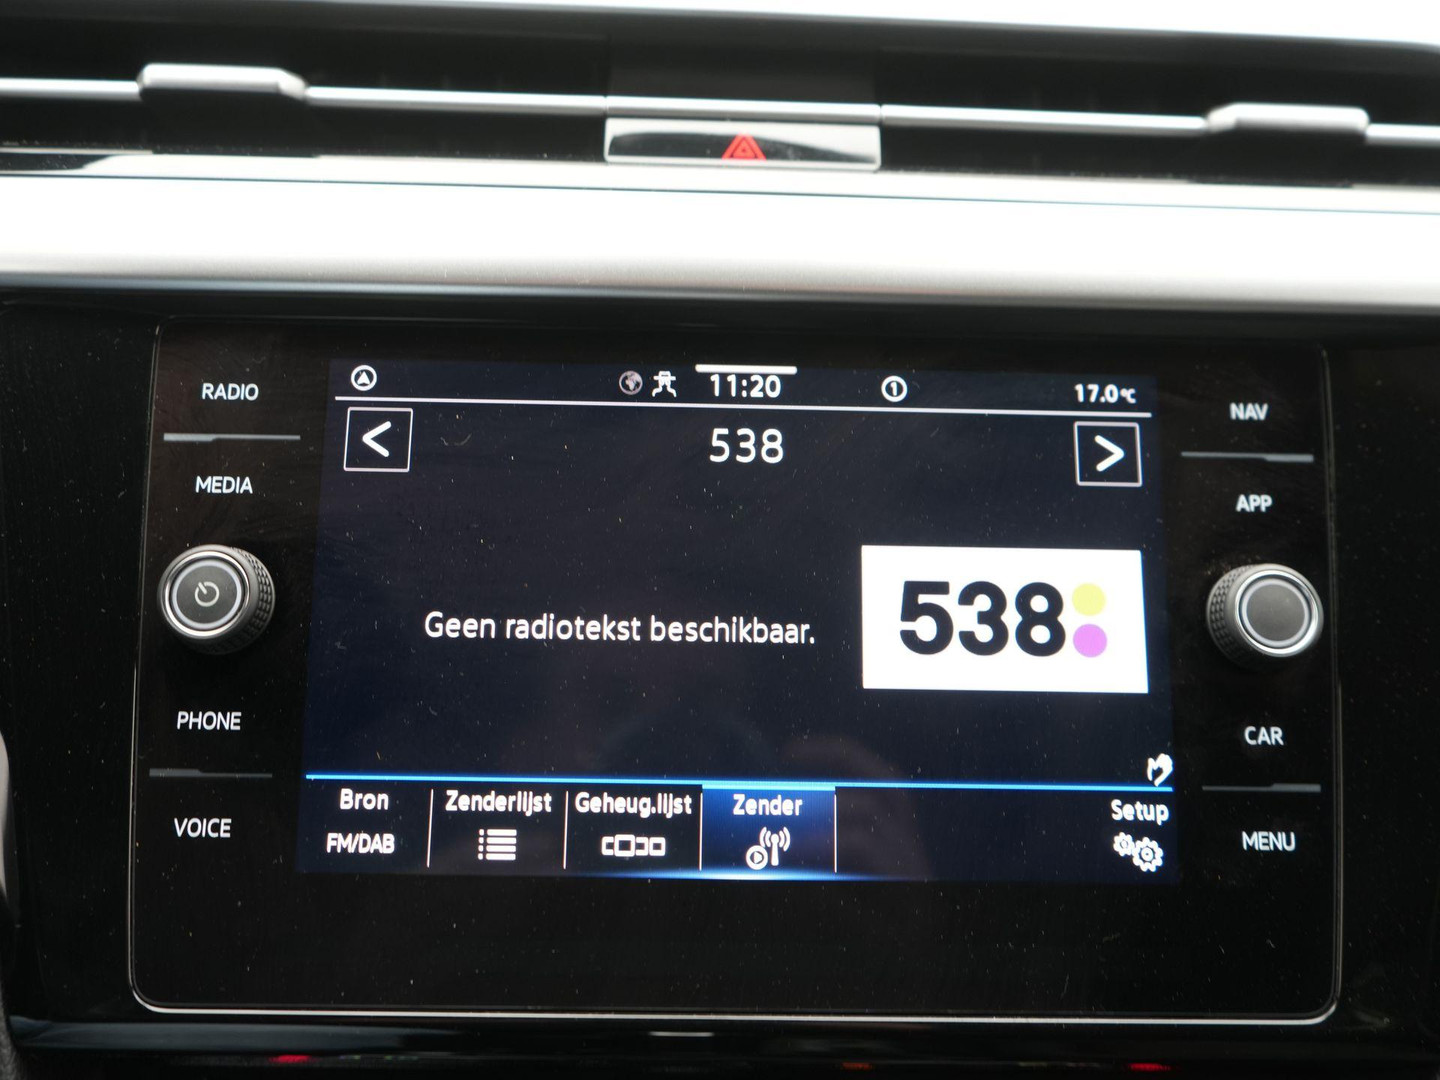 RADIO
MEDIA
PHONE
VOICE
11:20
1
17.0°C
<
538
>
Geen radiotekst beschikbaar.
538
Bron
FM/DAB
Zenderlijst
Geheug.lijst
Zender
Setup
NAV
APP
CAR
MENU